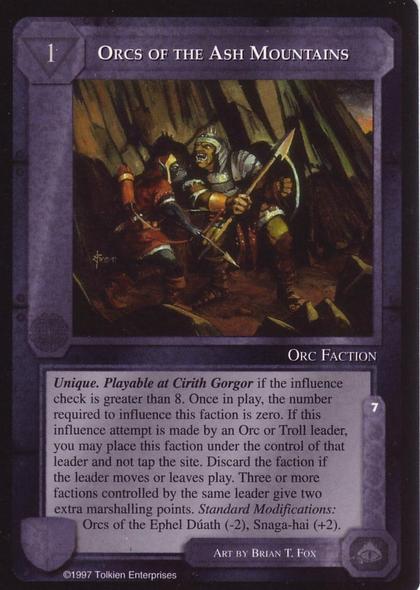 1
ORCS OF THE ASH MOUNTAINS
ORC FACTION
Unique. Playable at Cirith Gorgor if the influence
check is greater than 8. Once in play, the number
required to influence this faction is zero. If this
influence attempt is made by an Orc or Troll leader,
you may place this faction under the control of that
leader and not tap the site. Discard the faction if
the leader moves or leaves play. Three or more
factions controlled by the same leader give two
extra marshalling points. Standard Modifications:
Orcs of the Ephel Dúath (-2), Snaga-hai (+2).
7
ART BY BRIAN T. FOX
©1997 Tolkien Enterprises